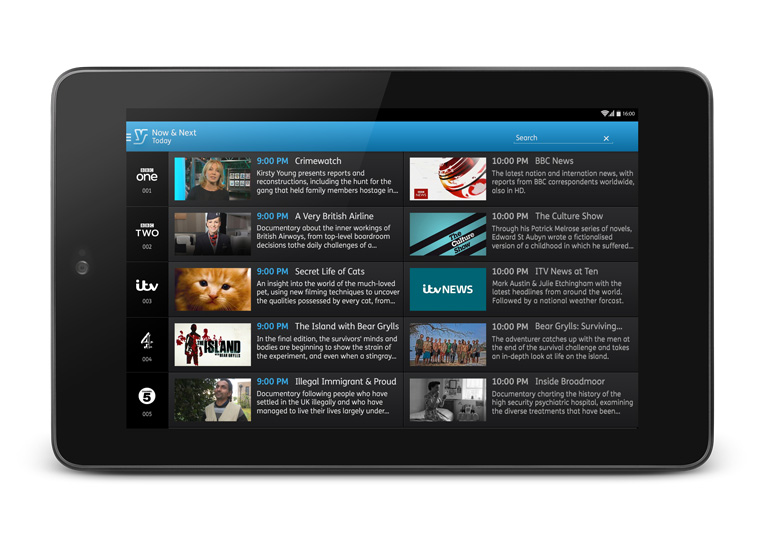 16:00
Now & Next
Today
Search
BBC
one
001
9:00 PM Crimewatch
Kirsty Young presents reports and
reconstructions, including the hunt for the
gang that held family members hostage in...
10:00 PM BBC News
The latest nation and internation news, with
reports from BBC correspondents worldwide,
also in HD.
BBC
TWO
002
9:00 PM A Very British Airline
Documentary about the inner workings of
British Airways, from top-level boardroom
decisions tothe daily challenges of a...
The
Culture
Show
10:00 PM The Culture Show
Through his Patrick Melrose series of novels,
Edward St Aubyn wrote a fictionalised
version of a childhood in which he suffered...
itv
003
9:00 PM Secret Life of Cats
An insight into the world of the much-loved
pet, using new filming techniques to uncover
the qualities possessed by every cat, from...
itv NEWS
10:00 PM ITV News at Ten
Mark Austin & Julie Etchingham with the
latest headlines from around the world.
Followed by a national weather forcast.
4
004
THE
ISLAND
WITH BEAR GRYLLS
9:00 PM The Island with Bear Grylls
In the final edition, the survivors' minds and
bodies are beginning to show the strain of
the experiment, and even when a stingray...
10:00 PM Bear Grylls: Surviving...
The adventurer catches up with the men at
the end of the survival challenge and takes
an in-depth look at life on the island.
5
005
9:00 PM Illegal Immigrant & Proud
Documentary following people who have
settled in the UK illegally and who have
managed to live their lives largely under...
10:00 PM Inside Broadmoor
Documentary charting the history of the
high security psychiatric hospital, examining
the diverse treatments that have been...